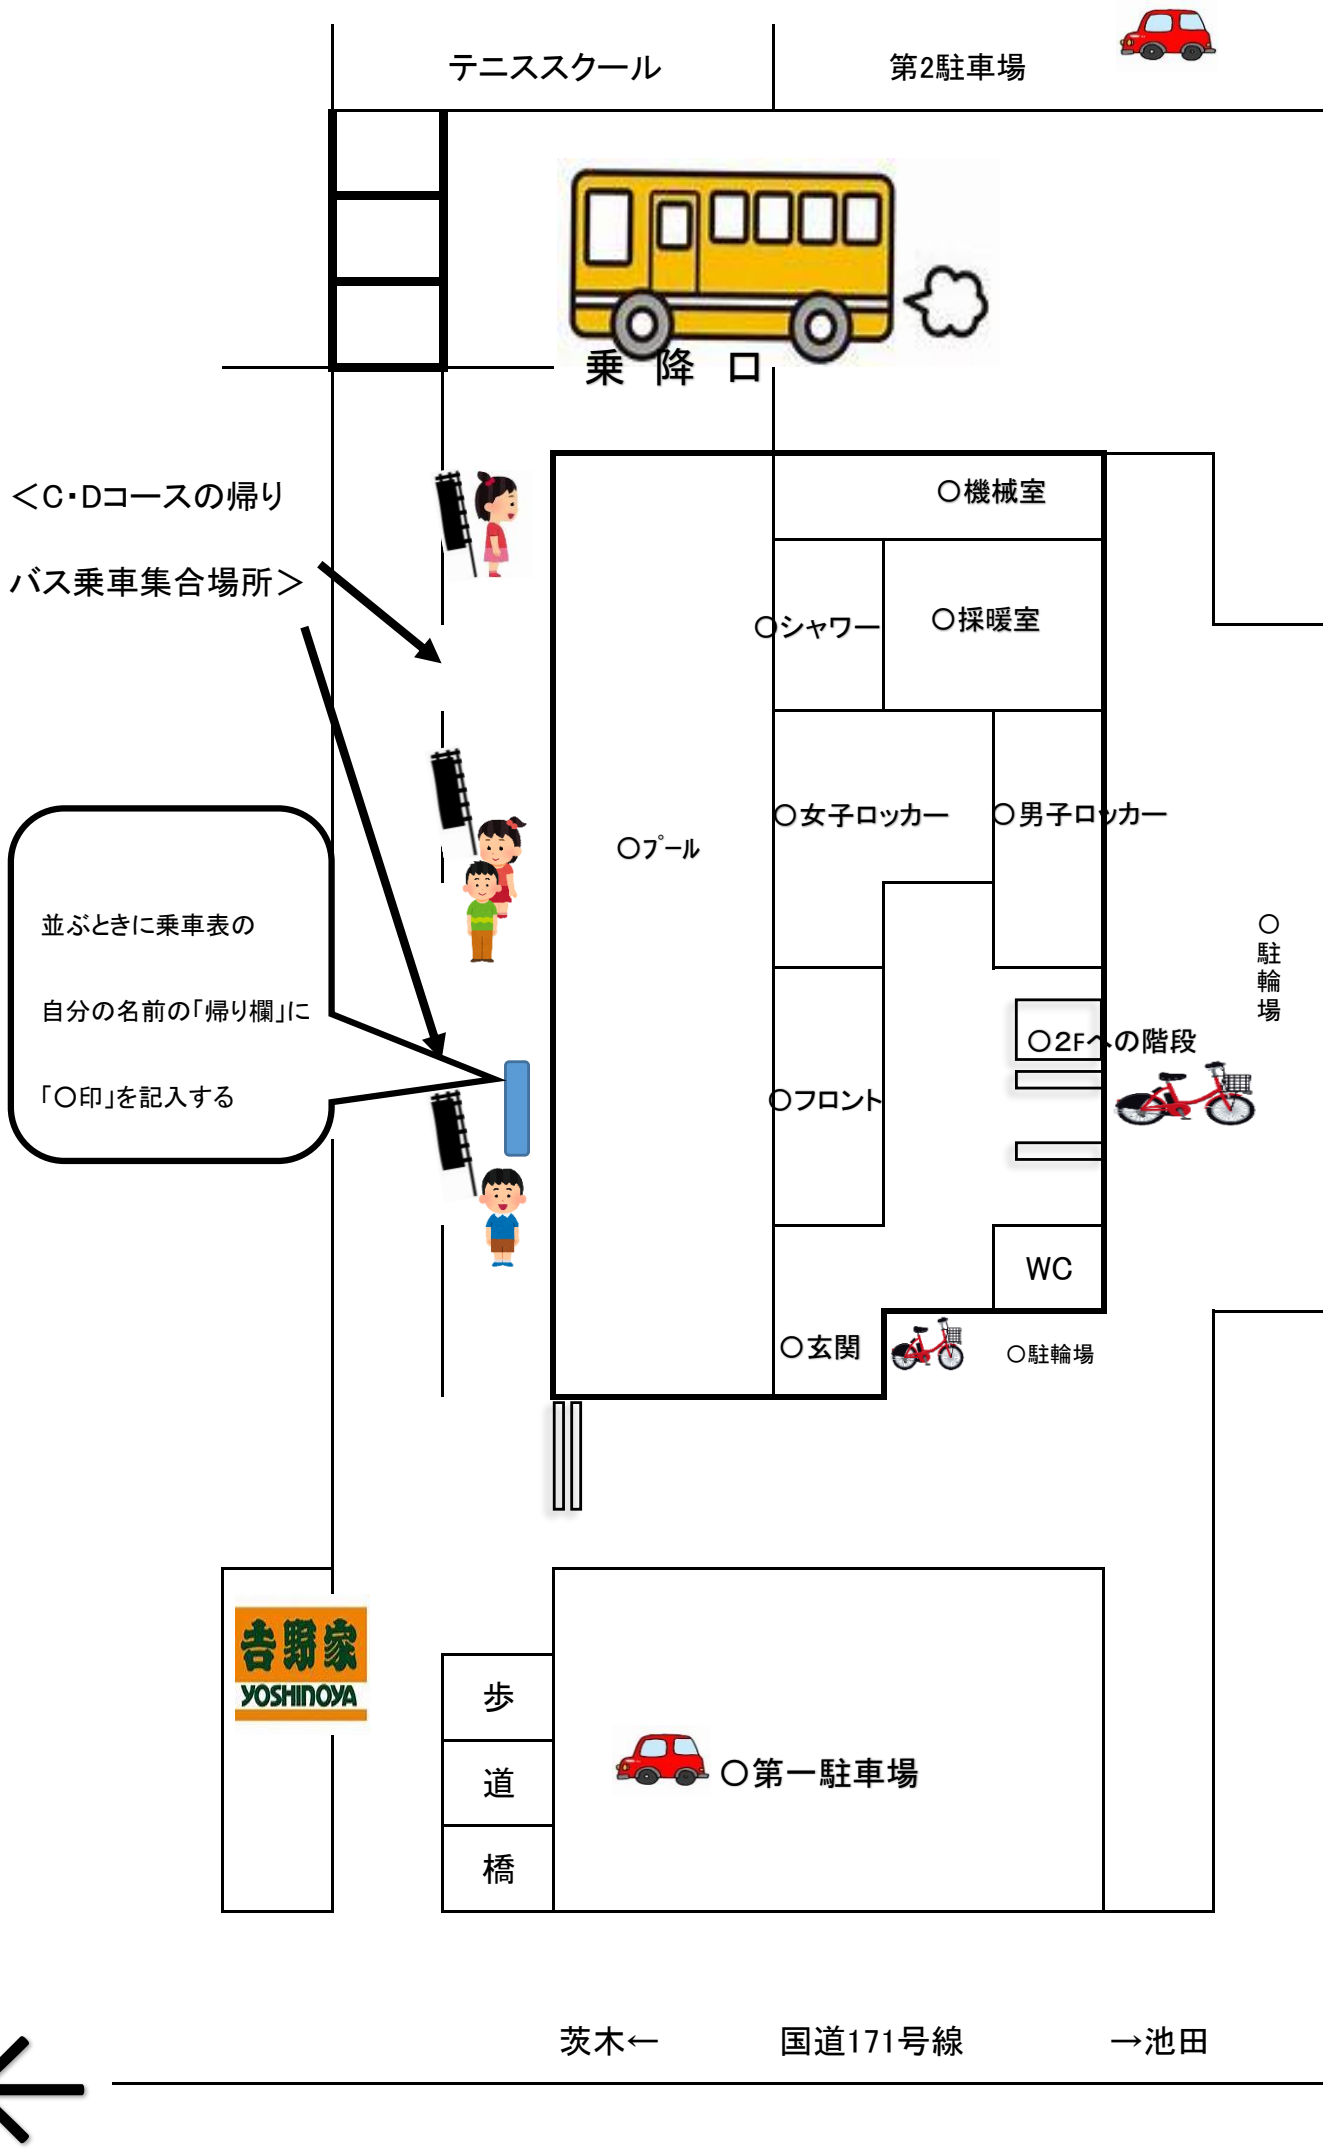 テニススクール
第2駐車場
乗 降 口
＜C・Dコースの帰り
バス乗車集合場所＞
○機械室
○シャワー
○採暖室
○女子ロッカー
○男子ロッカー
○プール
並ぶときに乗車表の
自分の名前の「帰り欄」に
「○印」を記入する
○駐輪場
○2Fへの階段
○フロント
WC
○玄関
○駐輪場
吉野家
YOSHINOYA
歩
道
橋
○第一駐車場
茨木← 国道171号線 →池田